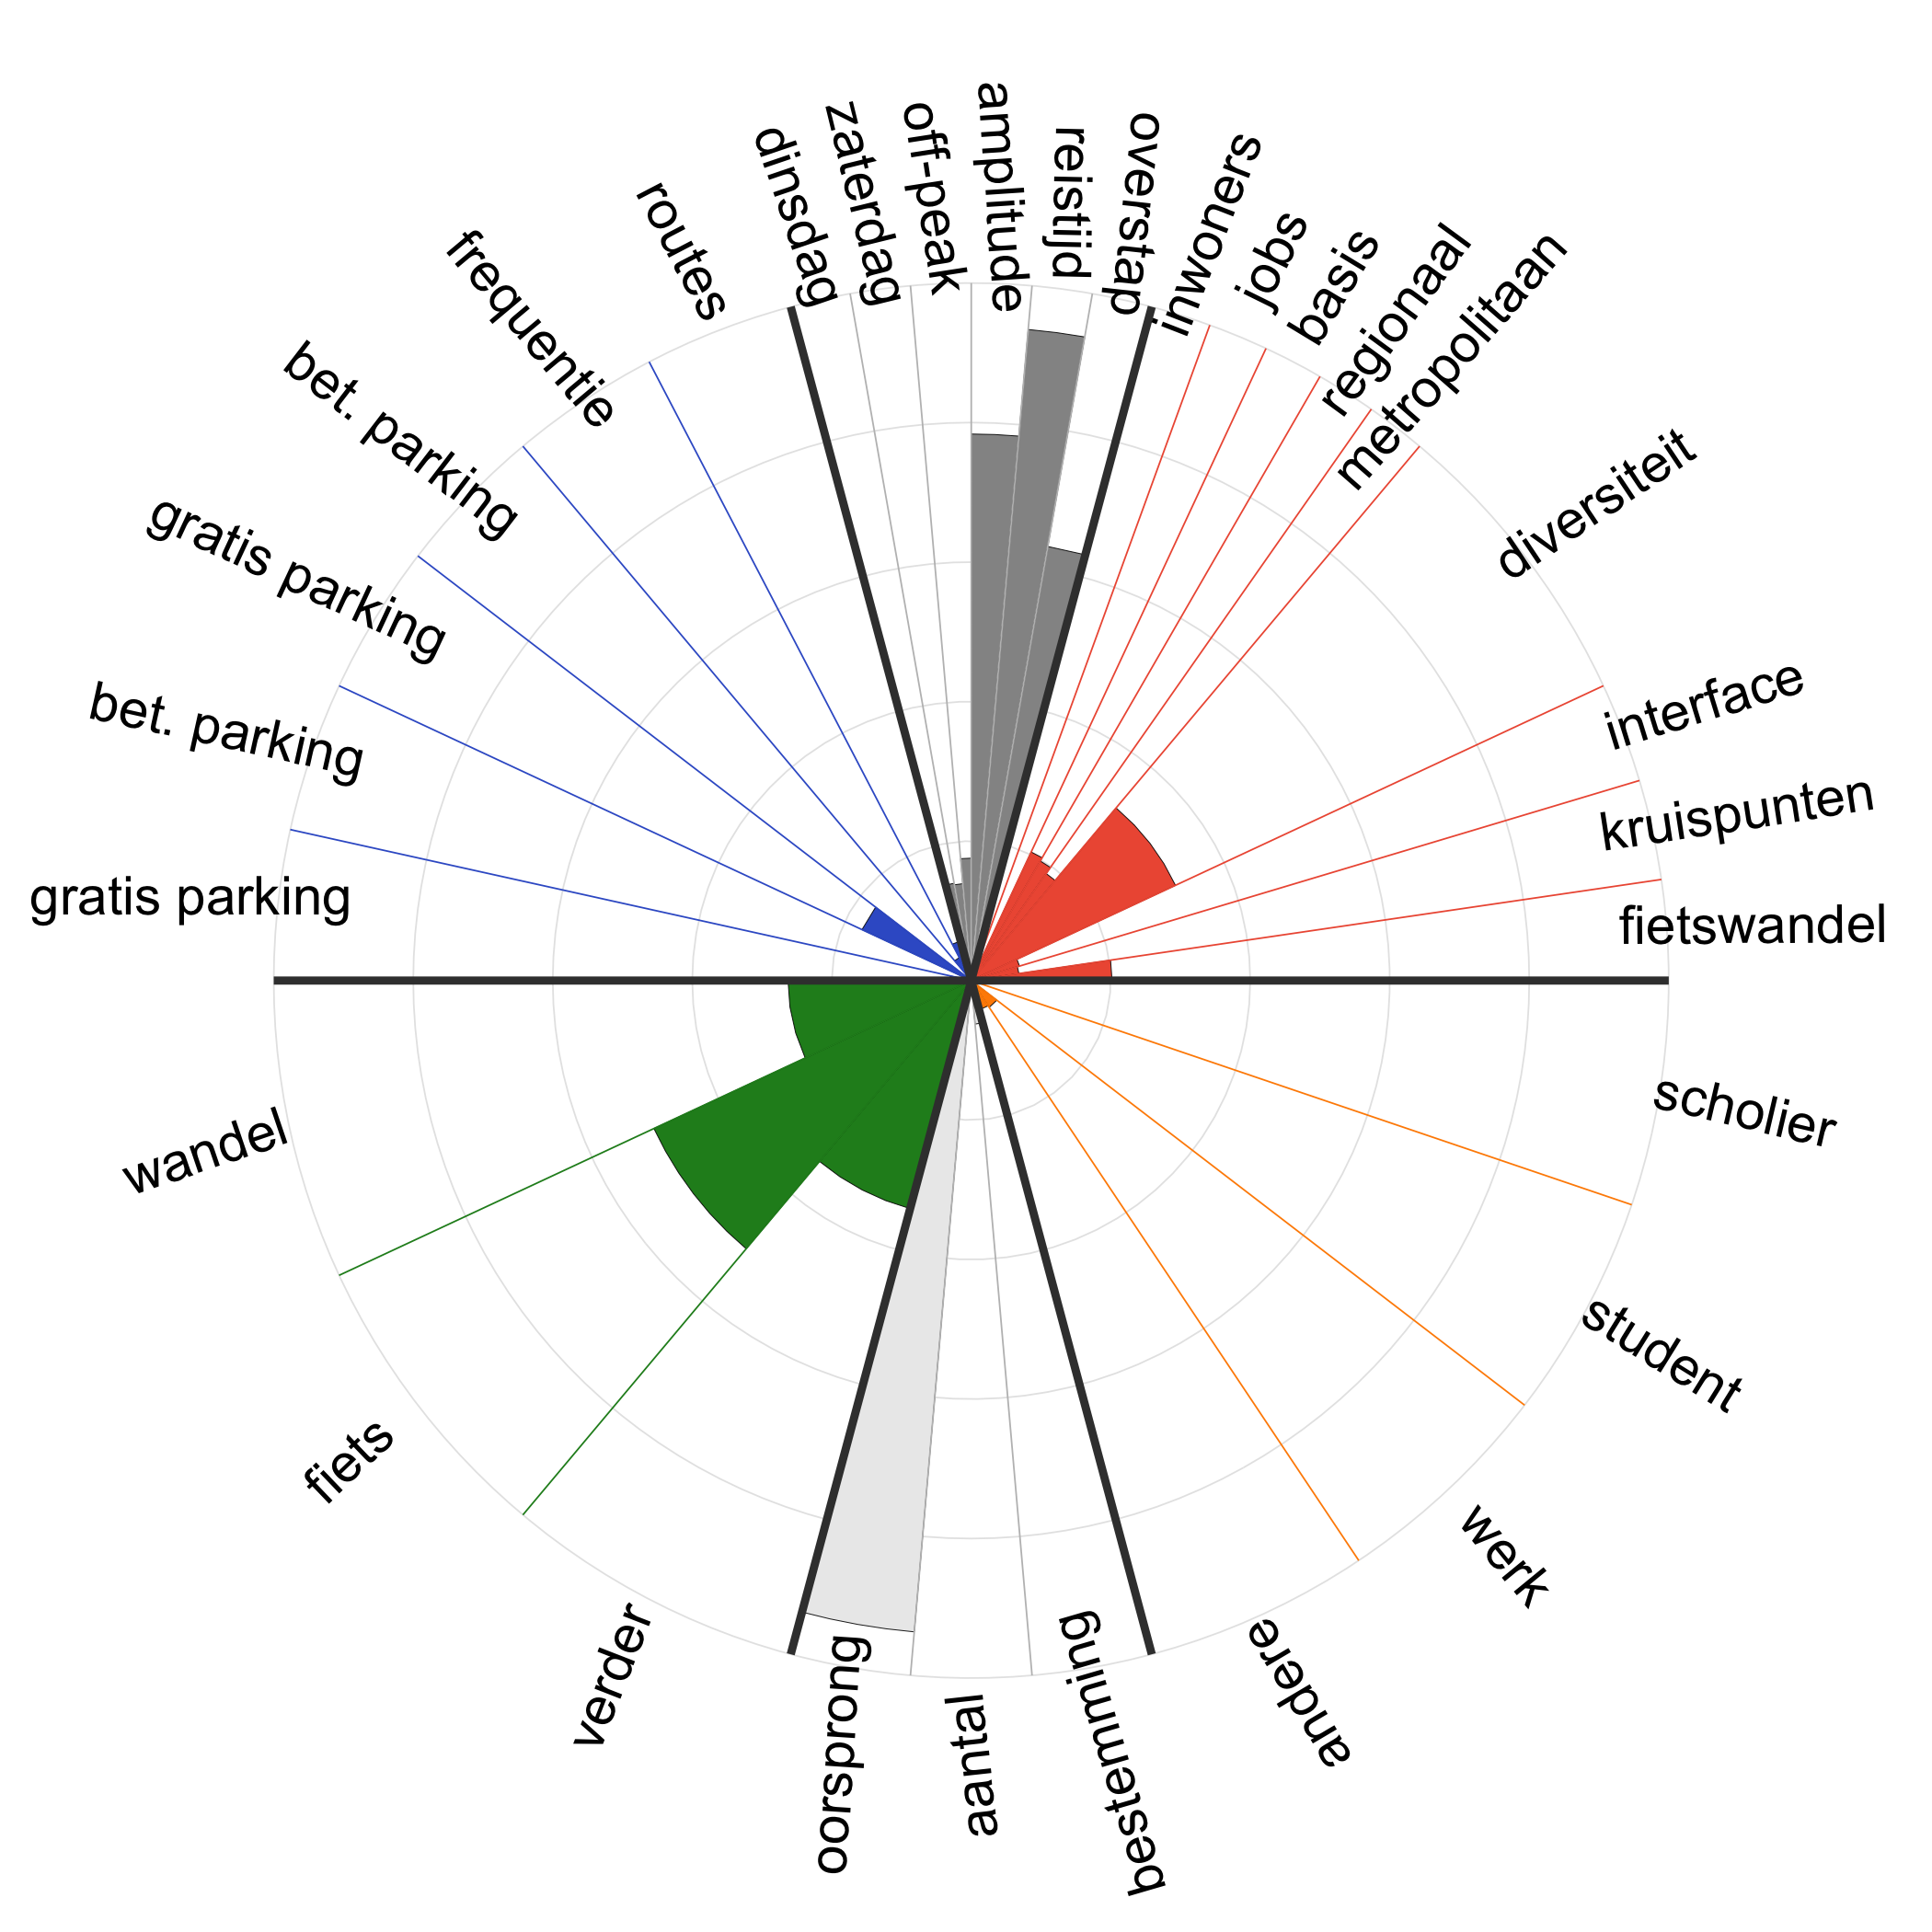 dinsdag
zaterdag
off-peak
amplitude
reistijd
overstap
inwoners
jobs
basis
regionaal
metropolitaan
diversiteit
interface
kruispunten
fietswandel
scholier
student
werk
andere
bestemming
aantal
oorsprong
verder
fiets
wandel
gratis parking
bet. parking
gratis parking
bet. parking
frequentie
routes